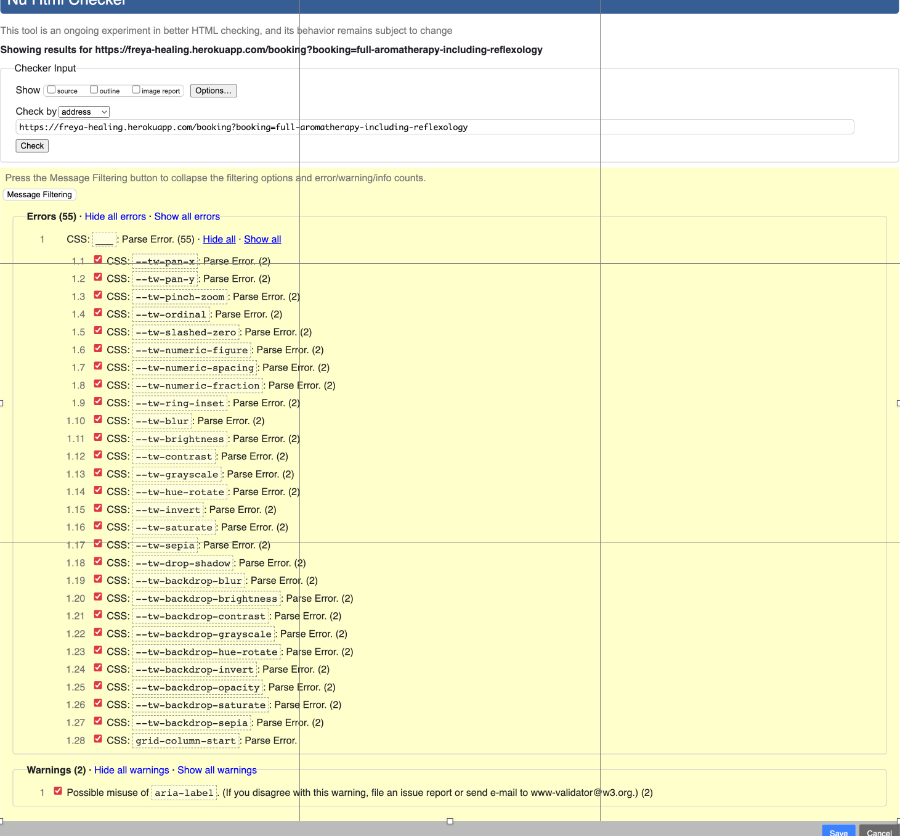 Nu Html Checker
This tool is an ongoing experiment in better HTML checking, and its behavior remains subject to change
Showing results for https://freya-healing.herokuapp.com/booking?booking=full-aromatherapy-including-reflexology
Checker Input
Show source outline image report Options...
Check by address
https://freya-healing.herokuapp.com/booking?booking=full-aromatherapy-including-reflexology
Check
Press the Message Filtering button to collapse the filtering options and error/warning/info counts.
Message Filtering
Errors (55) · Hide all errors · Show all errors
1 CSS: ____: Parse Error. (55) · Hide all · Show all
1.1 CSS: --tw-pan-x: Parse Error. (2)
1.2 CSS: --tw-pan-y: Parse Error. (2)
1.3 CSS: --tw-pinch-zoom: Parse Error. (2)
1.4 CSS: --tw-ordinal: Parse Error. (2)
1.5 CSS: --tw-slashed-zero: Parse Error. (2)
1.6 CSS: --tw-numeric-figure: Parse Error. (2)
1.7 CSS: --tw-numeric-spacing: Parse Error. (2)
1.8 CSS: --tw-numeric-fraction: Parse Error. (2)
1.9 CSS: --tw-ring-inset: Parse Error. (2)
1.10 CSS: --tw-blur: Parse Error. (2)
1.11 CSS: --tw-brightness: Parse Error. (2)
1.12 CSS: --tw-contrast: Parse Error. (2)
1.13 CSS: --tw-grayscale: Parse Error. (2)
1.14 CSS: --tw-hue-rotate: Parse Error. (2)
1.15 CSS: --tw-invert: Parse Error. (2)
1.16 CSS: --tw-saturate: Parse Error. (2)
1.17 CSS: --tw-sepia: Parse Error. (2)
1.18 CSS: --tw-drop-shadow: Parse Error. (2)
1.19 CSS: --tw-backdrop-blur: Parse Error. (2)
1.20 CSS: --tw-backdrop-brightness: Parse Error. (2)
1.21 CSS: --tw-backdrop-contrast: Parse Error. (2)
1.22 CSS: --tw-backdrop-grayscale: Parse Error. (2)
1.23 CSS: --tw-backdrop-hue-rotate: Parse Error. (2)
1.24 CSS: --tw-backdrop-invert: Parse Error. (2)
1.25 CSS: --tw-backdrop-opacity: Parse Error. (2)
1.26 CSS: --tw-backdrop-saturate: Parse Error. (2)
1.27 CSS: --tw-backdrop-sepia: Parse Error. (2)
1.28 CSS: grid-column-start: Parse Error.
Warnings (2) · Hide all warnings · Show all warnings
1 Possible misuse of aria-label. (If you disagree with this warning, file an issue report or send e-mail to www-validator@w3.org.) (2)
Save Cancel